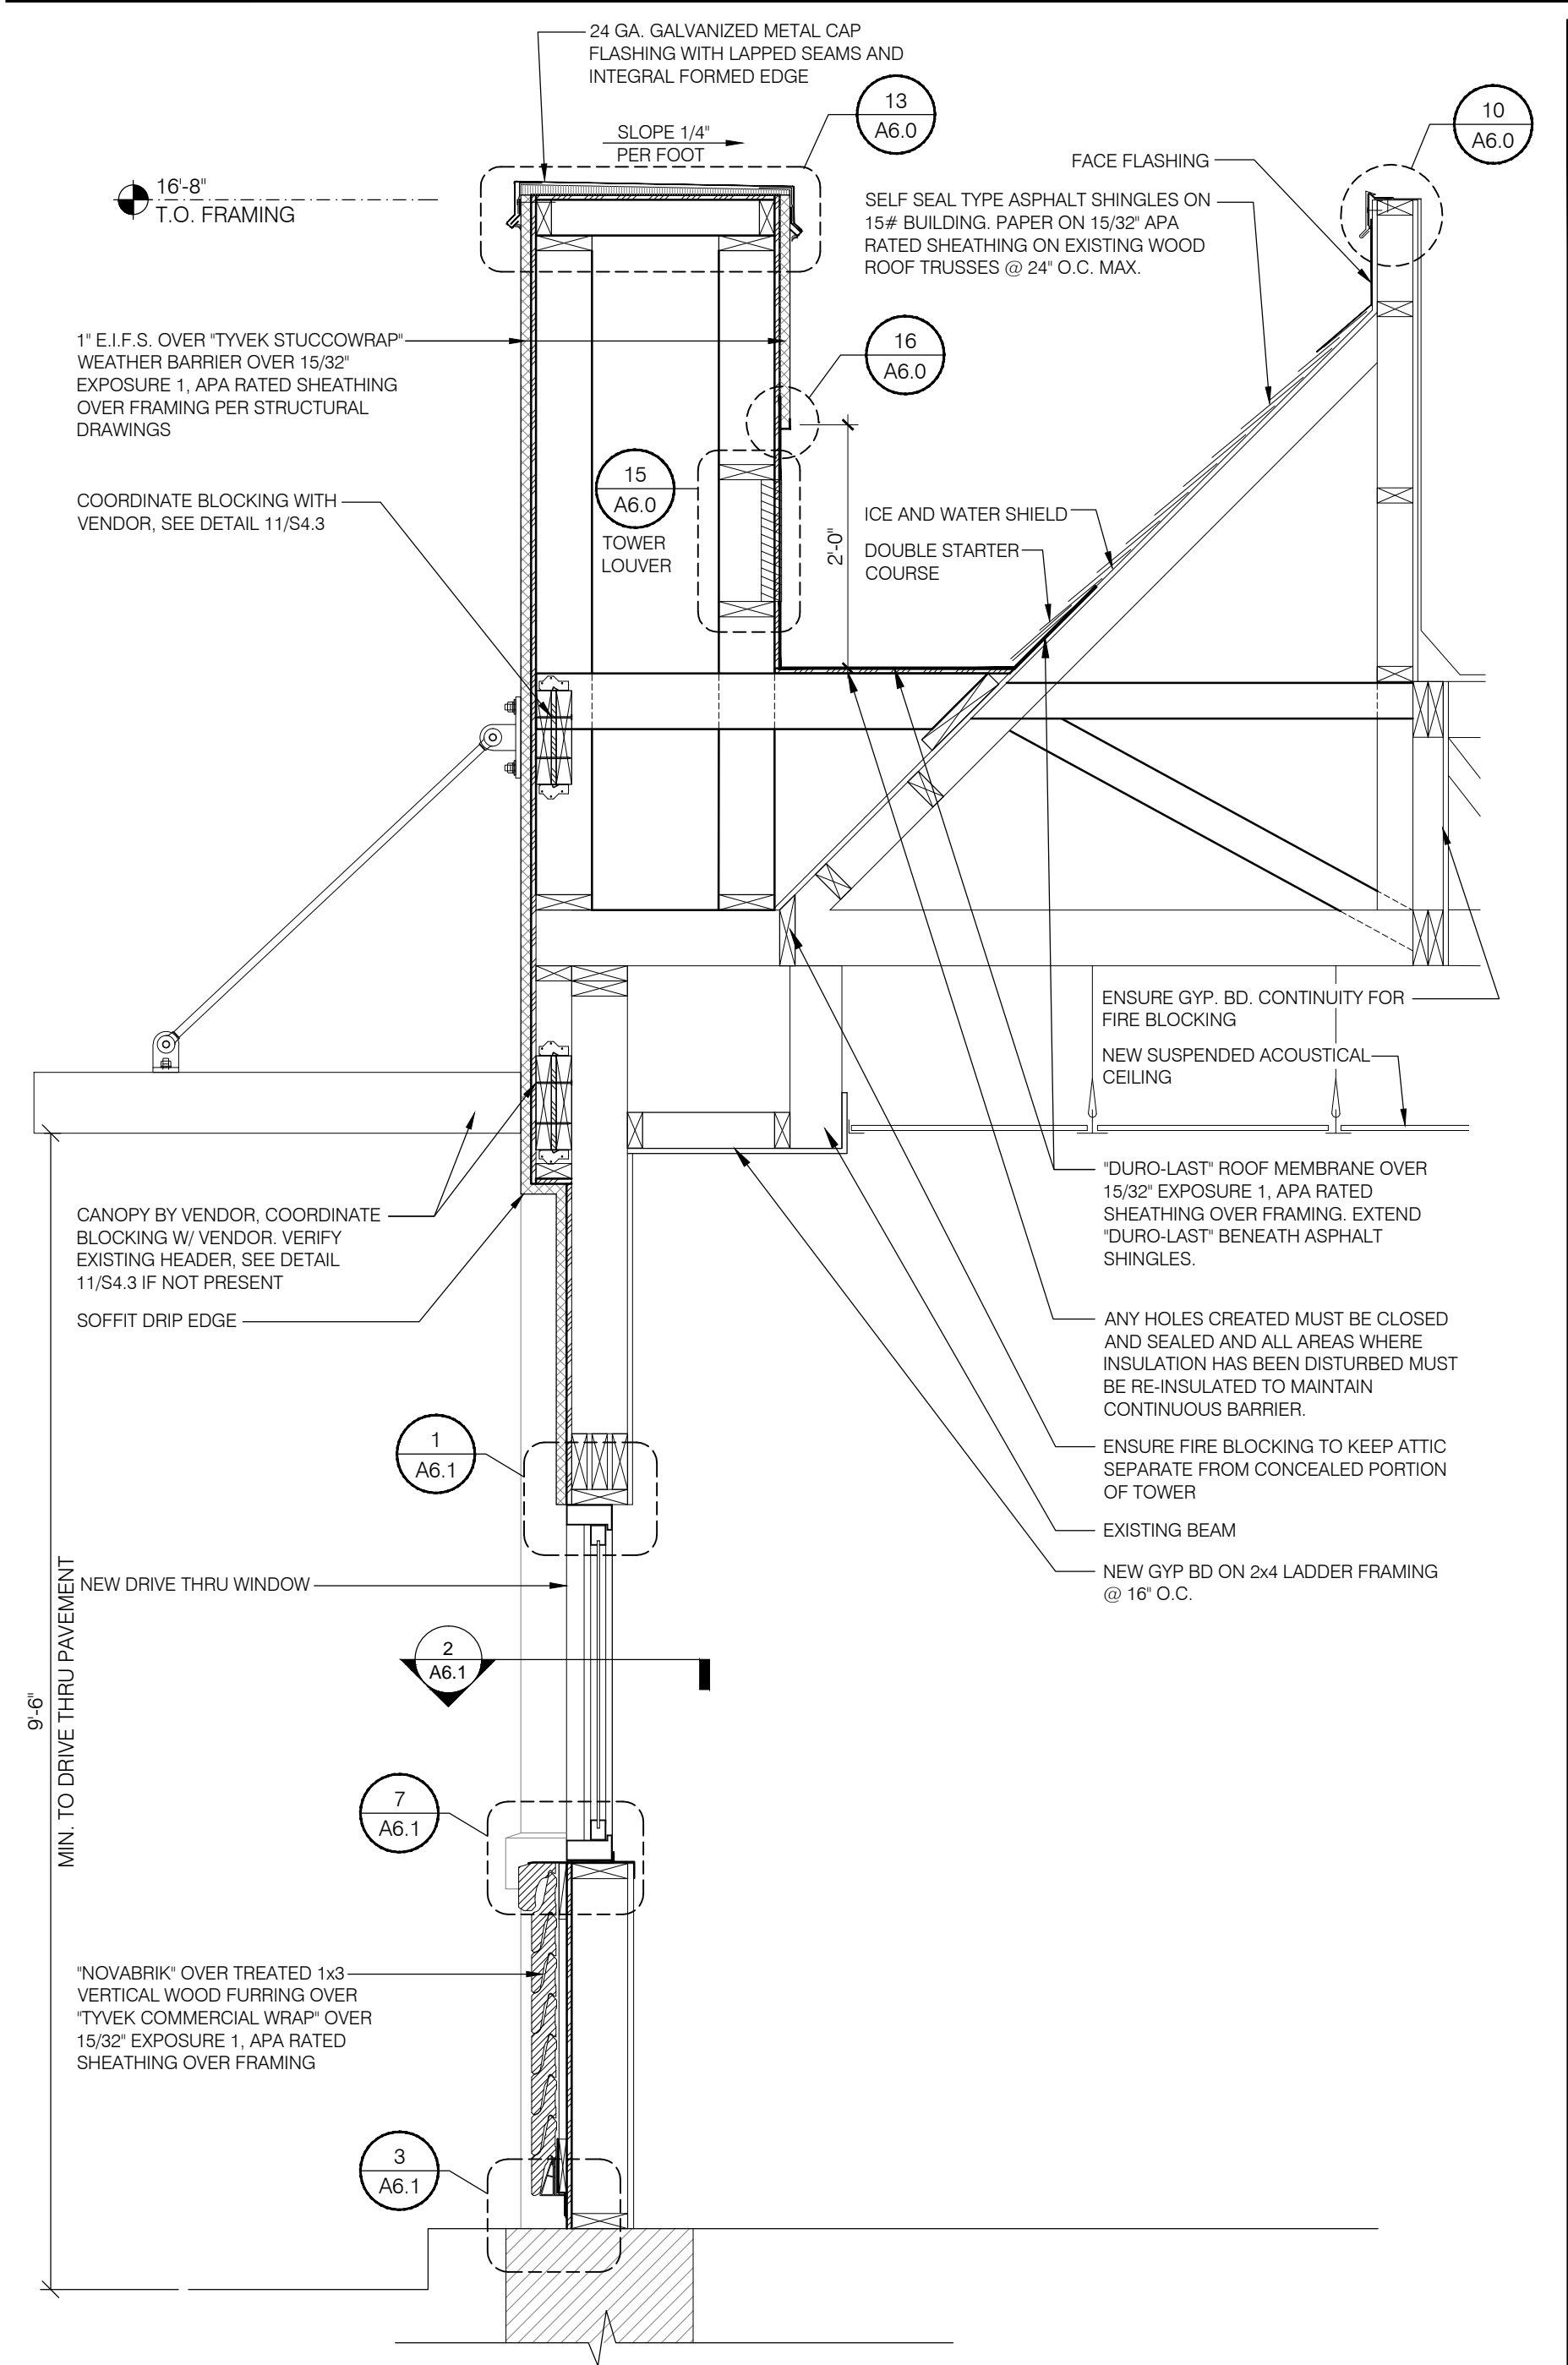 24 GA. GALVANIZED METAL CAP
FLASHING WITH LAPPED SEAMS AND
INTEGRAL FORMED EDGE
13
A6.0
10
A6.0
SLOPE 1/4"
PER FOOT
FACE FLASHING
16'-8"
T.O. FRAMING
SELF SEAL TYPE ASPHALT SHINGLES ON
15# BUILDING. PAPER ON 15/32" APA
RATED SHEATHING ON EXISTING WOOD
ROOF TRUSSES @ 24" O.C. MAX.
1" E.I.F.S. OVER "TYVEK STUCCOWRAP"
WEATHER BARRIER OVER 15/32"
EXPOSURE 1, APA RATED SHEATHING
OVER FRAMING PER STRUCTURAL
DRAWINGS
16
A6.0
15
A6.0
TOWER
LOUVER
COORDINATE BLOCKING WITH
VENDOR, SEE DETAIL 11/S4.3
2'-0"
ICE AND WATER SHIELD
DOUBLE STARTER
COURSE
ENSURE GYP. BD. CONTINUITY FOR
FIRE BLOCKING
NEW SUSPENDED ACOUSTICAL
CEILING
"DURO-LAST" ROOF MEMBRANE OVER
15/32" EXPOSURE 1, APA RATED
SHEATHING OVER FRAMING. EXTEND
"DURO-LAST" BENEATH ASPHALT
SHINGLES.
CANOPY BY VENDOR, COORDINATE
BLOCKING W/ VENDOR. VERIFY
EXISTING HEADER, SEE DETAIL
11/S4.3 IF NOT PRESENT
SOFFIT DRIP EDGE
ANY HOLES CREATED MUST BE CLOSED
AND SEALED AND ALL AREAS WHERE
INSULATION HAS BEEN DISTURBED MUST
BE RE-INSULATED TO MAINTAIN
CONTINUOUS BARRIER.
ENSURE FIRE BLOCKING TO KEEP ATTIC
SEPARATE FROM CONCEALED PORTION
OF TOWER
EXISTING BEAM
NEW GYP BD ON 2x4 LADDER FRAMING
@ 16" O.C.
1
A6.1
NEW DRIVE THRU WINDOW
2
A6.1
9'-6"
MIN. TO DRIVE THRU PAVEMENT
7
A6.1
"NOVABRIK" OVER TREATED 1x3
VERTICAL WOOD FURRING OVER
"TYVEK COMMERCIAL WRAP" OVER
15/32" EXPOSURE 1, APA RATED
SHEATHING OVER FRAMING
3
A6.1